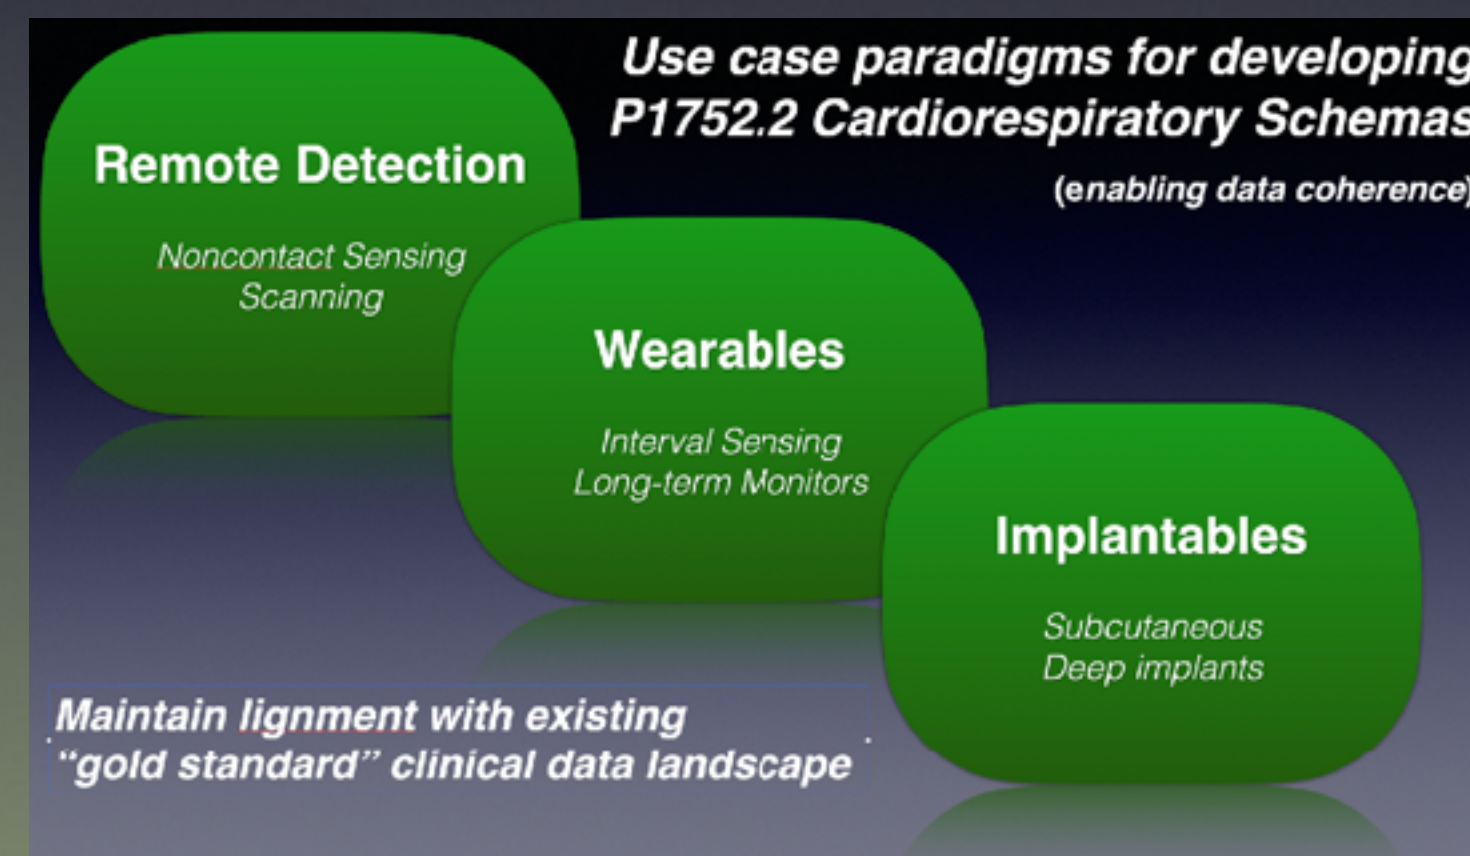 Use case paradigms for developing
P1752.2 Cardiorespiratory Schemas
(enabling data coherence)
Remote Detection
Noncontact Sensing
Scanning
Wearables
Interval Sensing
Long-term Monitors
Implantables
Subcutaneous
Deep implants
Maintain lignment with existing
“gold standard” clinical data landscape